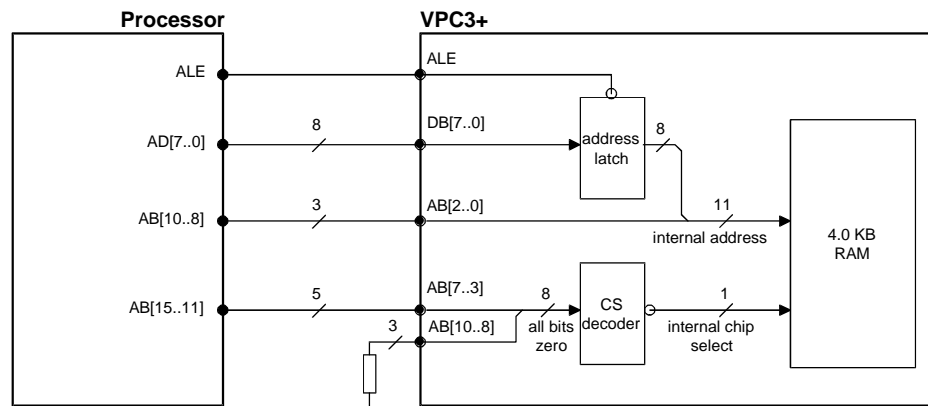 Processor
VPC3+
ALE
ALE
AD[7..0]
8
DB[7..0]
address
latch
8
AB[10..8]
3
AB[2..0]
11
internal address
4.0 KB
RAM
AB[15..11]
5
AB[7..3]
8
CS
decoder
1
3
AB[10..8]
all bits
zero
internal chip
select